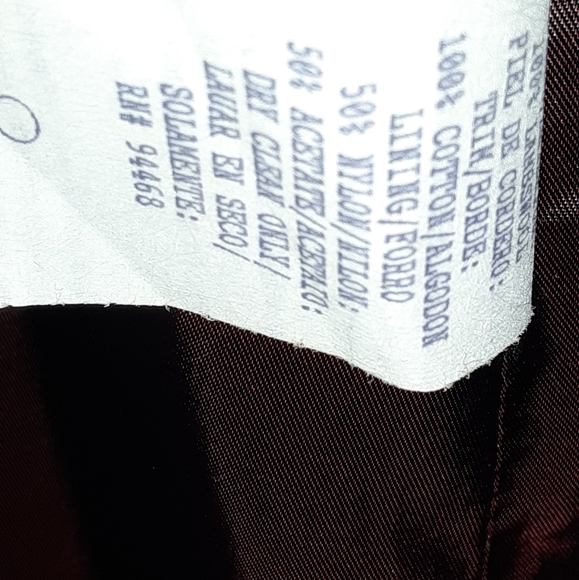 100%
PIEL DE CORDERO:
TRIM/BORDE:
100% COTTON/ALGODON
LINING/FORRO
50% NYLON/NILON:
50% ACETATE/ACETATO:
DRY CLEAN ONLY/
LAVAR EN SECO/
SOLAMENTE:
RN# 94468